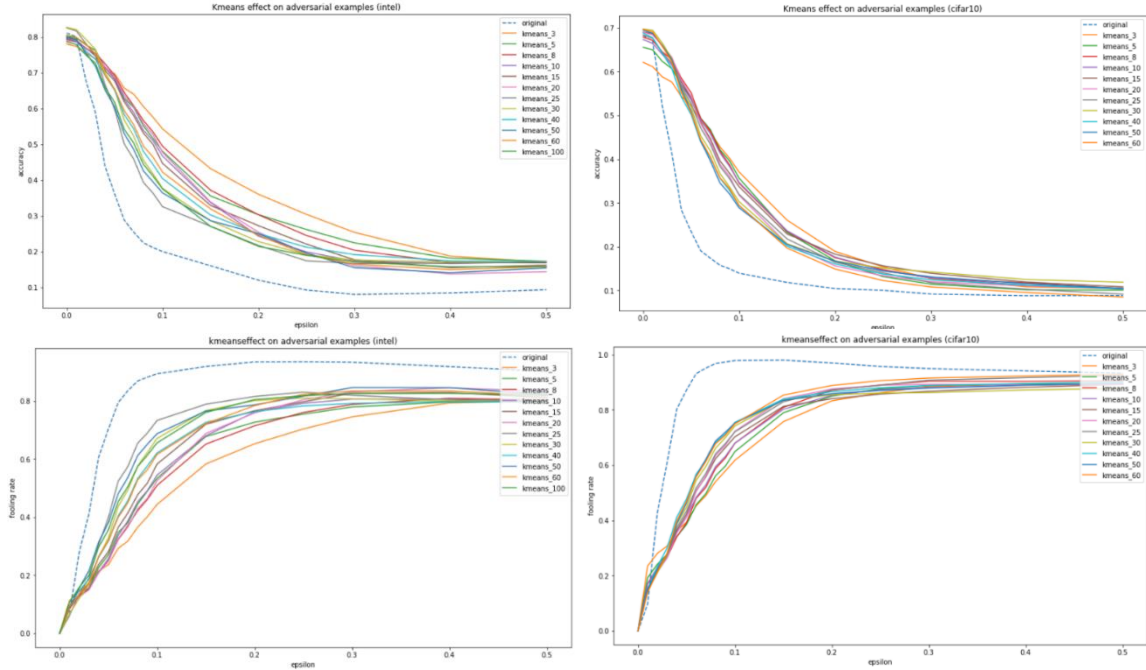 Kmeans effect on adversarial examples (intel)
accuracy
0.8
0.7
0.6
0.5
0.4
0.3
0.2
0.1
0.0
0.1
0.2
0.3
0.4
0.5
epsilon
original
kmeans_3
kmeans_5
kmeans_8
kmeans_10
kmeans_15
kmeans_20
kmeans_25
kmeans_30
kmeans_40
kmeans_50
kmeans_60
kmeans_100
Kmeans effect on adversarial examples (cifar10)
accuracy
0.7
0.6
0.5
0.4
0.3
0.2
0.1
0.0
0.1
0.2
0.3
0.4
0.5
epsilon
original
kmeans_3
kmeans_5
kmeans_8
kmeans_10
kmeans_15
kmeans_20
kmeans_25
kmeans_30
kmeans_40
kmeans_50
kmeans_60
kmeanseffect on adversarial examples (intel)
fooling rate
0.8
0.6
0.4
0.2
0.0
0.0
0.1
0.2
0.3
0.4
0.5
epsilon
original
kmeans_3
kmeans_5
kmeans_8
kmeans_10
kmeans_15
kmeans_20
kmeans_25
kmeans_30
kmeans_40
kmeans_50
kmeans_60
kmeans_100
kmeanseffect on adversarial examples (cifar10)
fooling rate
1.0
0.8
0.6
0.4
0.2
0.0
0.0
0.1
0.2
0.3
0.4
0.5
epsilon
original
kmeans_3
kmeans_5
kmeans_8
kmeans_10
kmeans_15
kmeans_20
kmeans_25
kmeans_30
kmeans_40
kmeans_50
kmeans_60